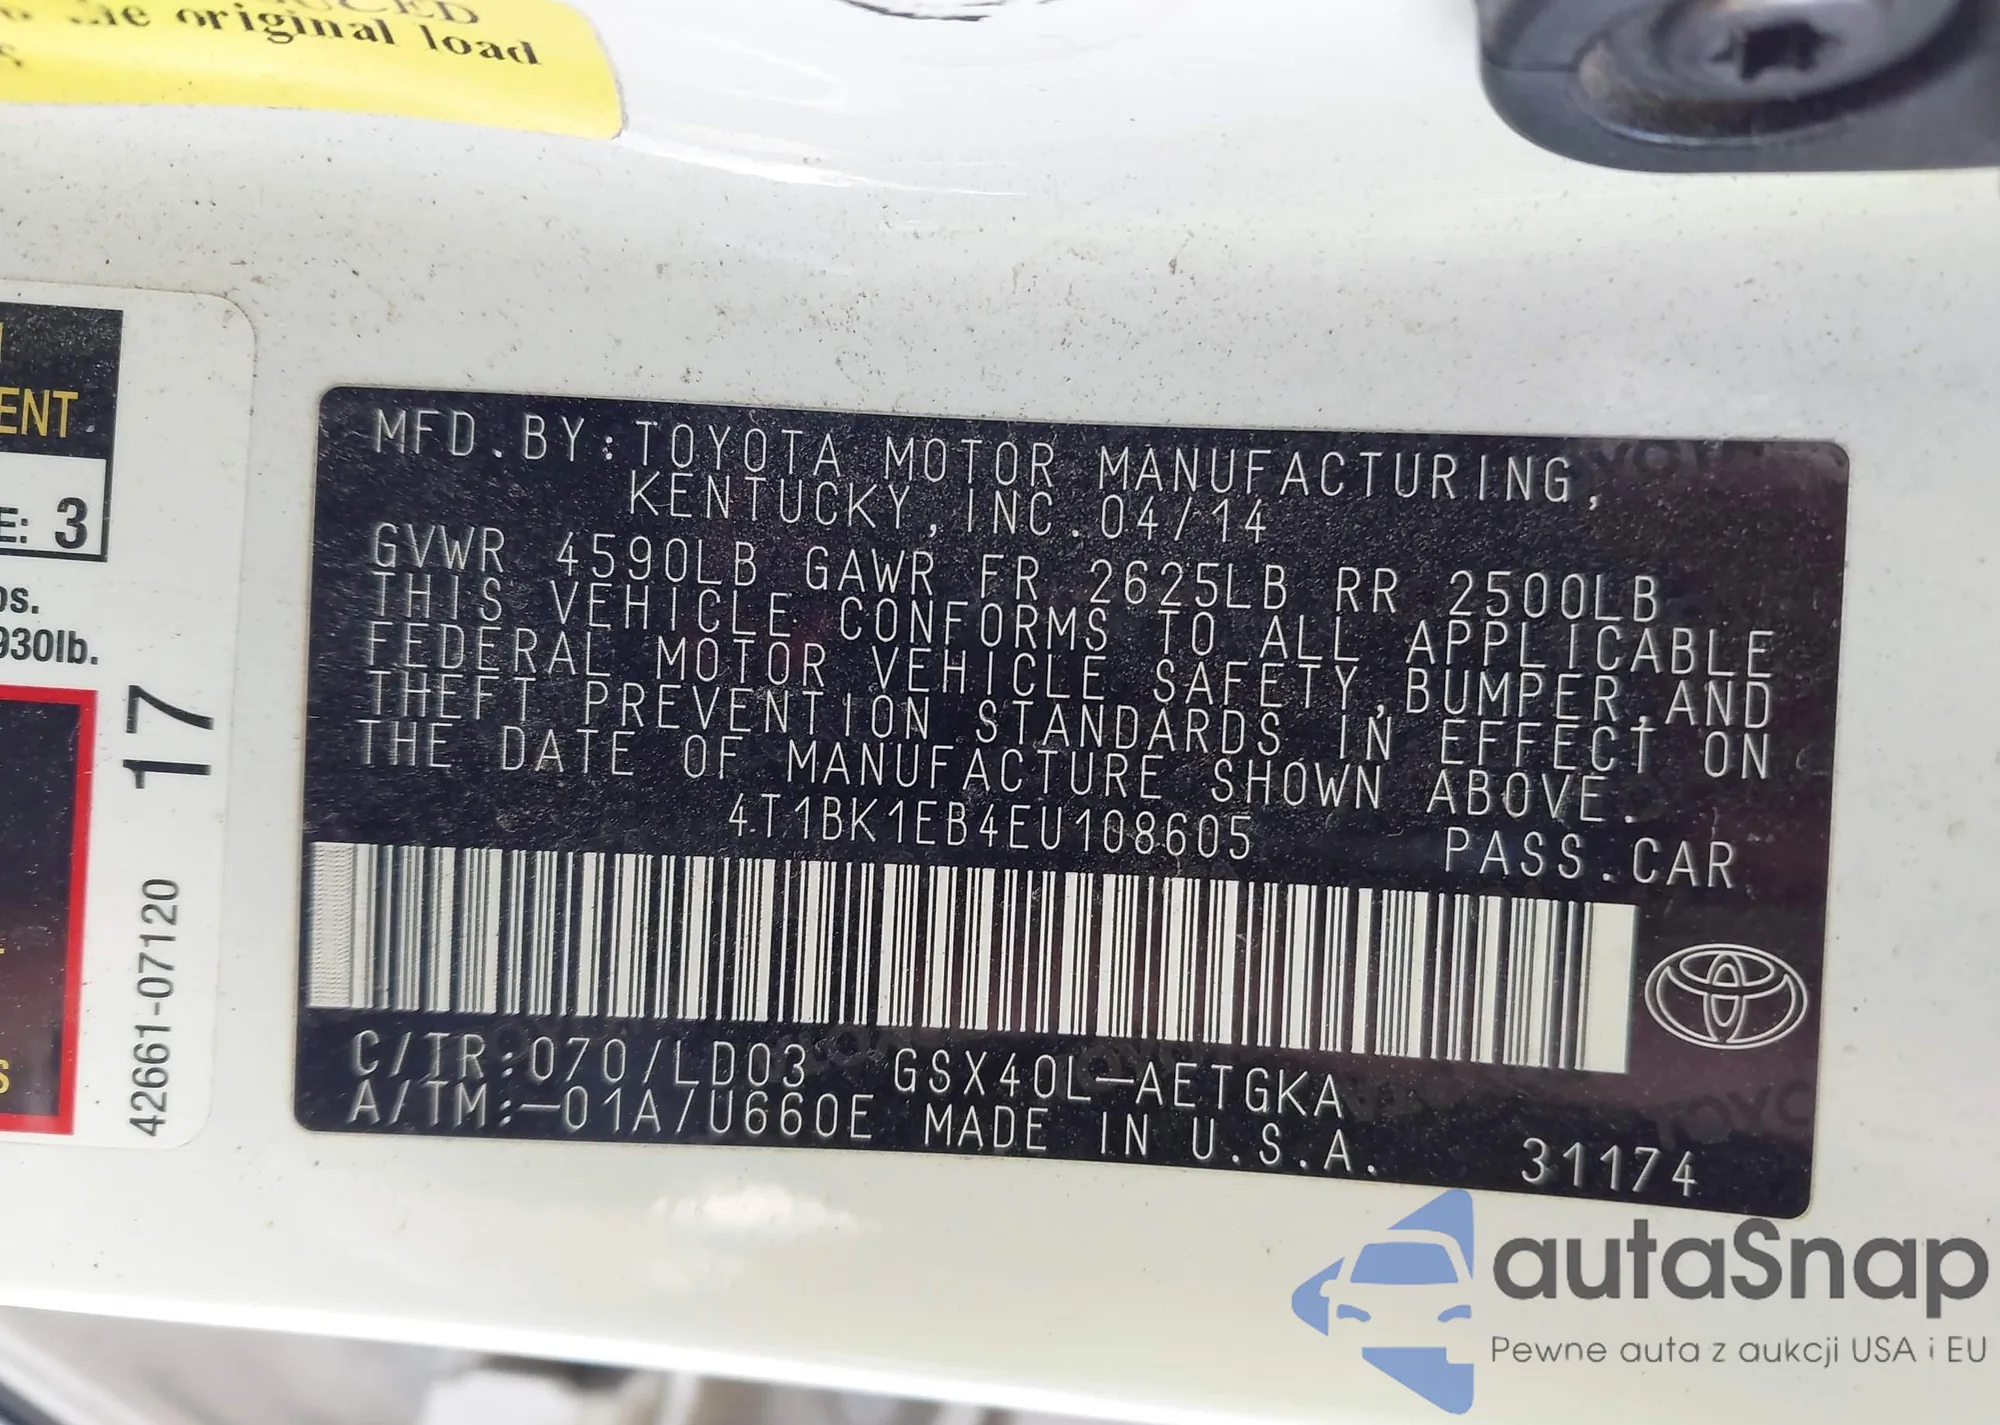 the original load
ENT
E: 3
930lb.
17
42661-07120
MFD.BY:TOYOTA MOTOR MANUFACTURING,
KENTUCKY,INC.04/14
GVWR 4590LB GAWR FR 2625LB RR 2500LB
THIS VEHICLE CONFORMS TO ALL APPLICABLE
FEDERAL MOTOR VEHICLE SAFETY,BUMPER,AND
THEFT PREVENTION STANDARDS IN EFFECT ON
THE DATE OF MANUFACTURE SHOWN ABOVE.
4T1BK1EB4EU108605 PASS.CAR
C/TR:070/LD03 GSX40L-AETGKA
A/TM:-01A/U660E MADE IN U.S.A.
31174
autaSnap
Pewne auta z aukcji USA i EU